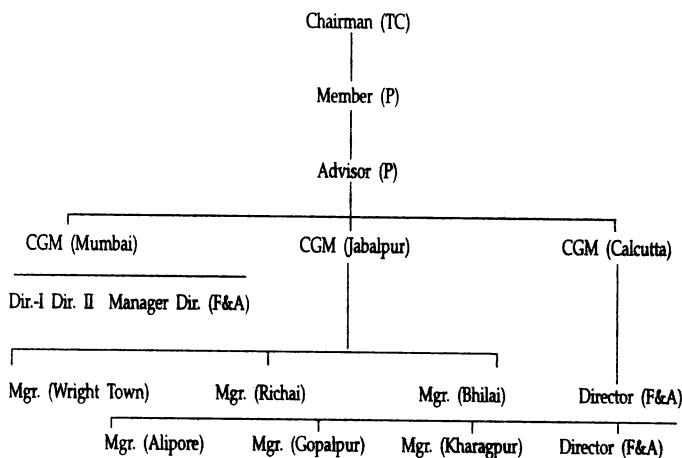 Chairman (TC)
Member (P)
Advisor (P)
CGM (Mumbai) CGM (Jabalpur) CGM (Calcutta)
Dir.-I Dir. II Manager Dir. (F&A)
Mgr. (Wright Town) Mgr. (Richai) Mgr. (Bhilai) Director (F&A)
Mgr. (Alipore) Mgr. (Gopalpur) Mgr. (Kharagpur) Director (F&A)